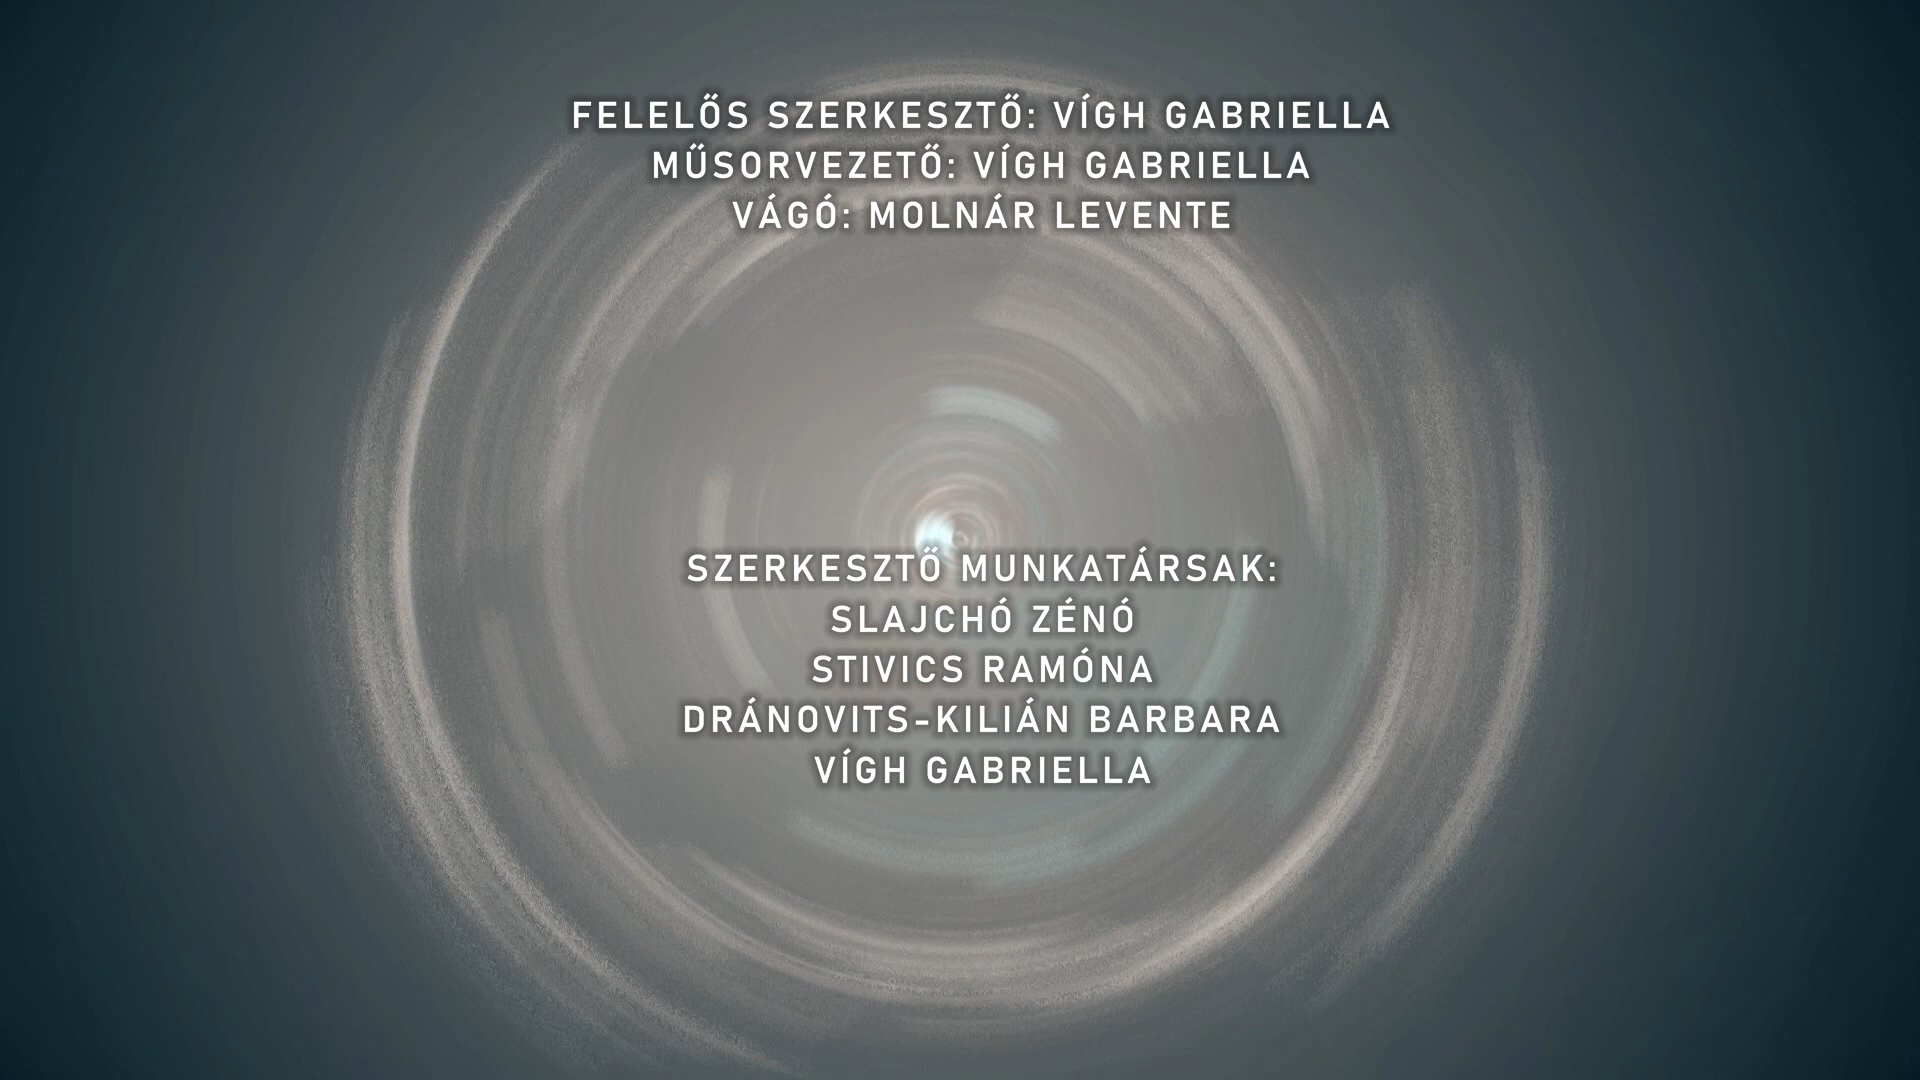 FELELŐS SZERKESZTŐ: VÍGH GABRIELLA
MŰSORVEZETŐ: VÍGH GABRIELLA
VÁGÓ: MOLNÁR LEVENTE
SZERKESZTŐ MUNKATÁRSAK:
SLAJCHÓ ZÉNÓ
STIVICS RAMÓNA
DRÁNOVITS-KILIÁN BARBARA
VÍGH GABRIELLA